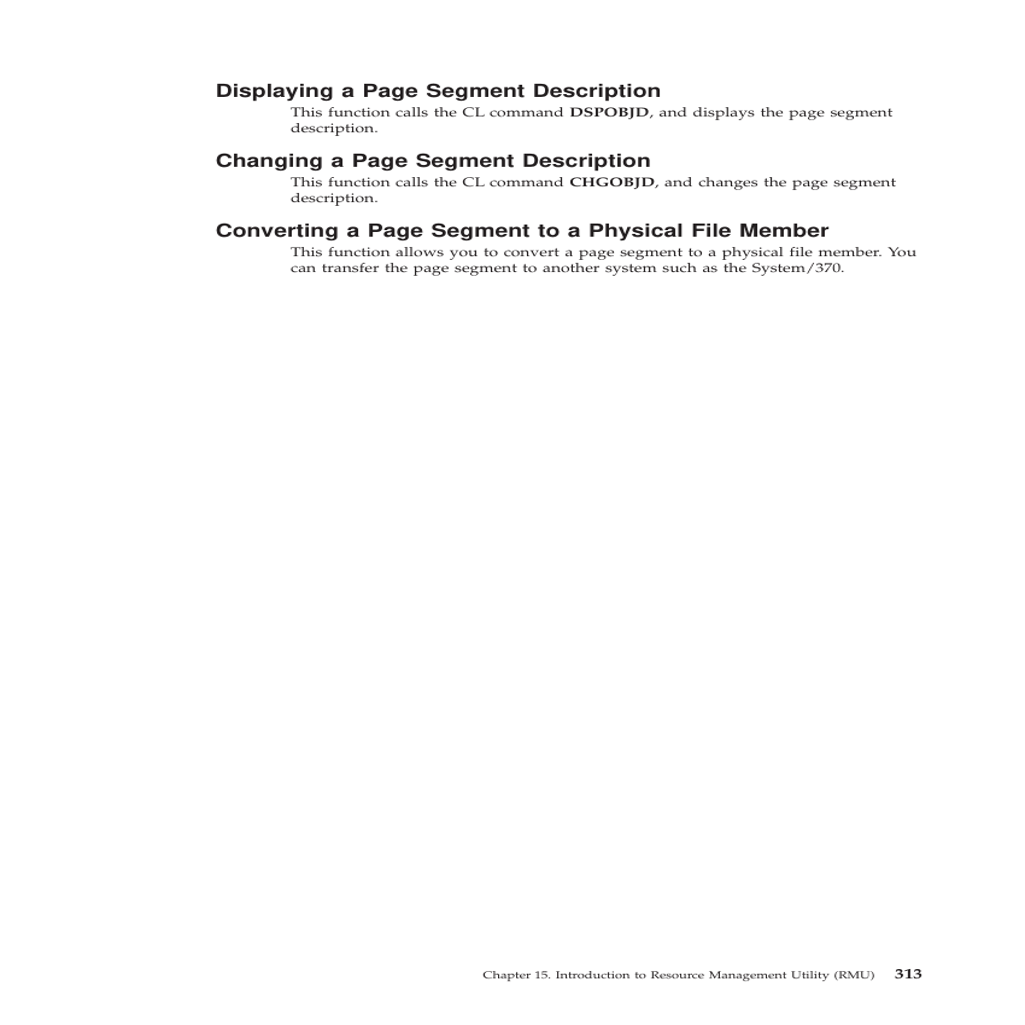 Displaying a Page Segment Description
This function calls the CL command DSPOBJD, and displays the page segment
description.
Changing a Page Segment Description
This function calls the CL command CHGOBJD, and changes the page segment
description.
Converting a Page Segment to a Physical File Member
This function allows you to convert a page segment to a physical file member. You
can transfer the page segment to another system such as the System/370.
Chapter 15. Introduction to Resource Management Utility (RMU) 313